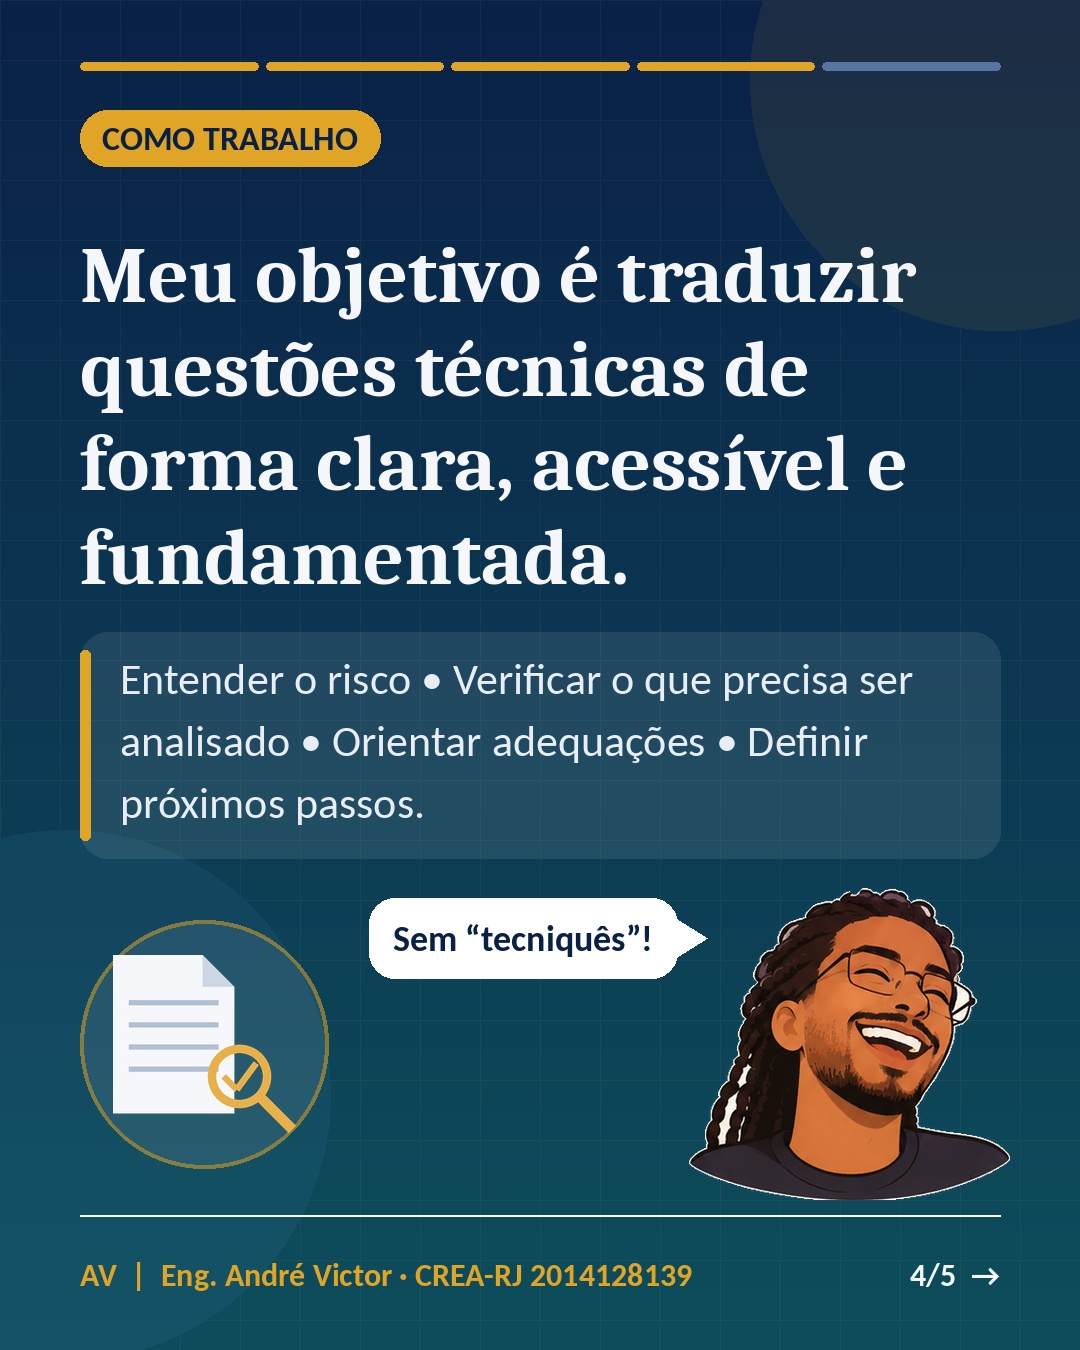 COMO TRABALHO
Meu objetivo é traduzir
questões técnicas de
forma clara, acessível e
fundamentada.
Entender o risco • Verificar o que precisa ser
analisado • Orientar adequações • Definir
próximos passos.
Sem “tecniquês”!
AV | Eng. André Victor · CREA-RJ 2014128139
4/5 →